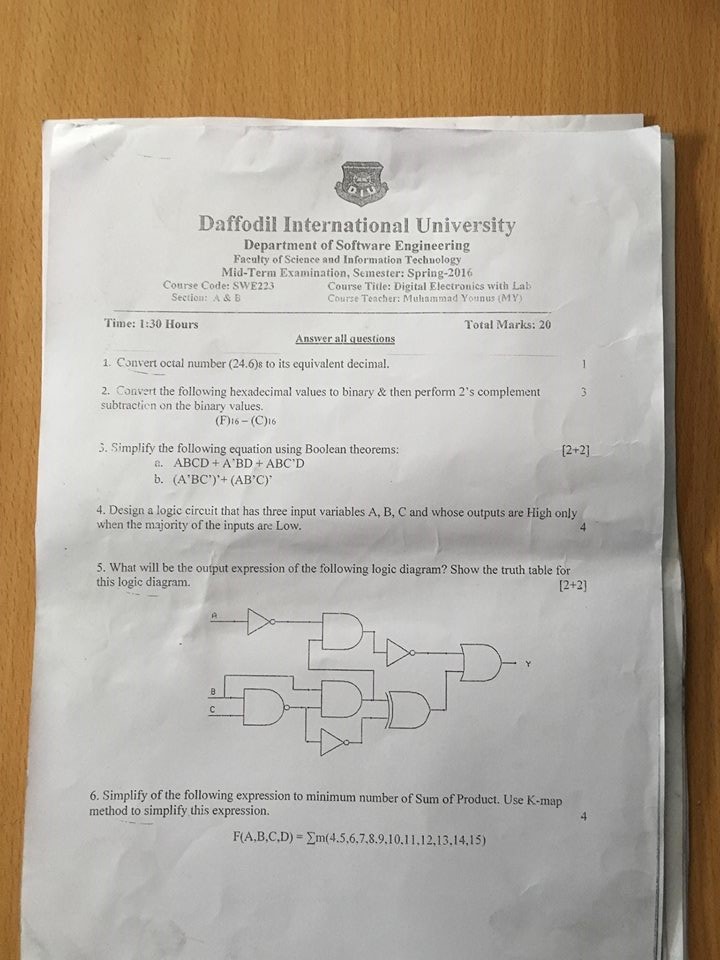 DIU
Daffodil International University
Department of Software Engineering
Faculty of Science and Information Technology
Mid-Term Examination, Semester: Spring-2016
Course Code: SWE223 Course Title: Digital Electronics with Lab
Section: A & B Course Teacher: Muhammad Younus (MY)
Time: 1:30 Hours Total Marks: 20
Answer all questions
1. Convert octal number (24.6)8 to its equivalent decimal. 1
2. Convert the following hexadecimal values to binary & then perform 2's complement 3
subtraction on the binary values.
(F)16 – (C)16
3. Simplify the following equation using Boolean theorems: [2+2]
a. ABCD + A'BD + ABC'D
b. (A'BC')'+ (AB'C)'
4. Design a logic circuit that has three input variables A, B, C and whose outputs are High only
when the majority of the inputs are Low. 4
5. What will be the output expression of the following logic diagram? Show the truth table for
this logic diagram. [2+2]
A
Y
B
C
6. Simplify of the following expression to minimum number of Sum of Product. Use K-map
method to simplify this expression. 4
F(A,B,C,D) = ∑m(4,5,6,7,8,9,10,11,12,13,14,15)